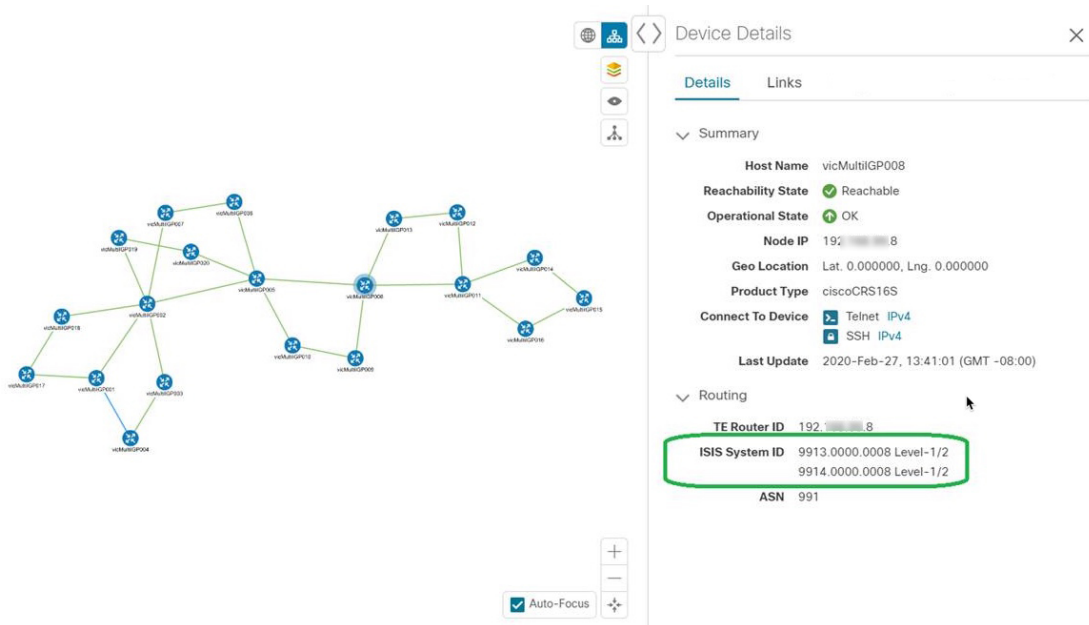 Device Details
Details Links
Summary
Host Name vicMultiIGP008
Reachability State Reachable
Operational State OK
Node IP 192 .8
Geo Location Lat. 0.000000, Lng. 0.000000
Product Type ciscoCRS16S
Connect To Device Telnet IPv4
SSH IPv4
Last Update 2020-Feb-27, 13:41:01 (GMT -08:00)
Routing
TE Router ID 192. .8
ISIS System ID 9913.0000.0008 Level-1/2
9914.0000.0008 Level-1/2
ASN 991
vicMultiIGP007
vicMultiIGP019
vicMultiIGP020
vicMultiIGP013
vicMultiIGP012
vicMultiIGP014
vicMultiIGP005
vicMultiIGP008
vicMultiIGP011
vicMultiIGP015
vicMultiIGP002
vicMultiIGP016
vicMultiIGP010
vicMultiIGP009
vicMultiIGP017
vicMultiIGP001
vicMultiIGP003
vicMultiIGP004
Auto-Focus